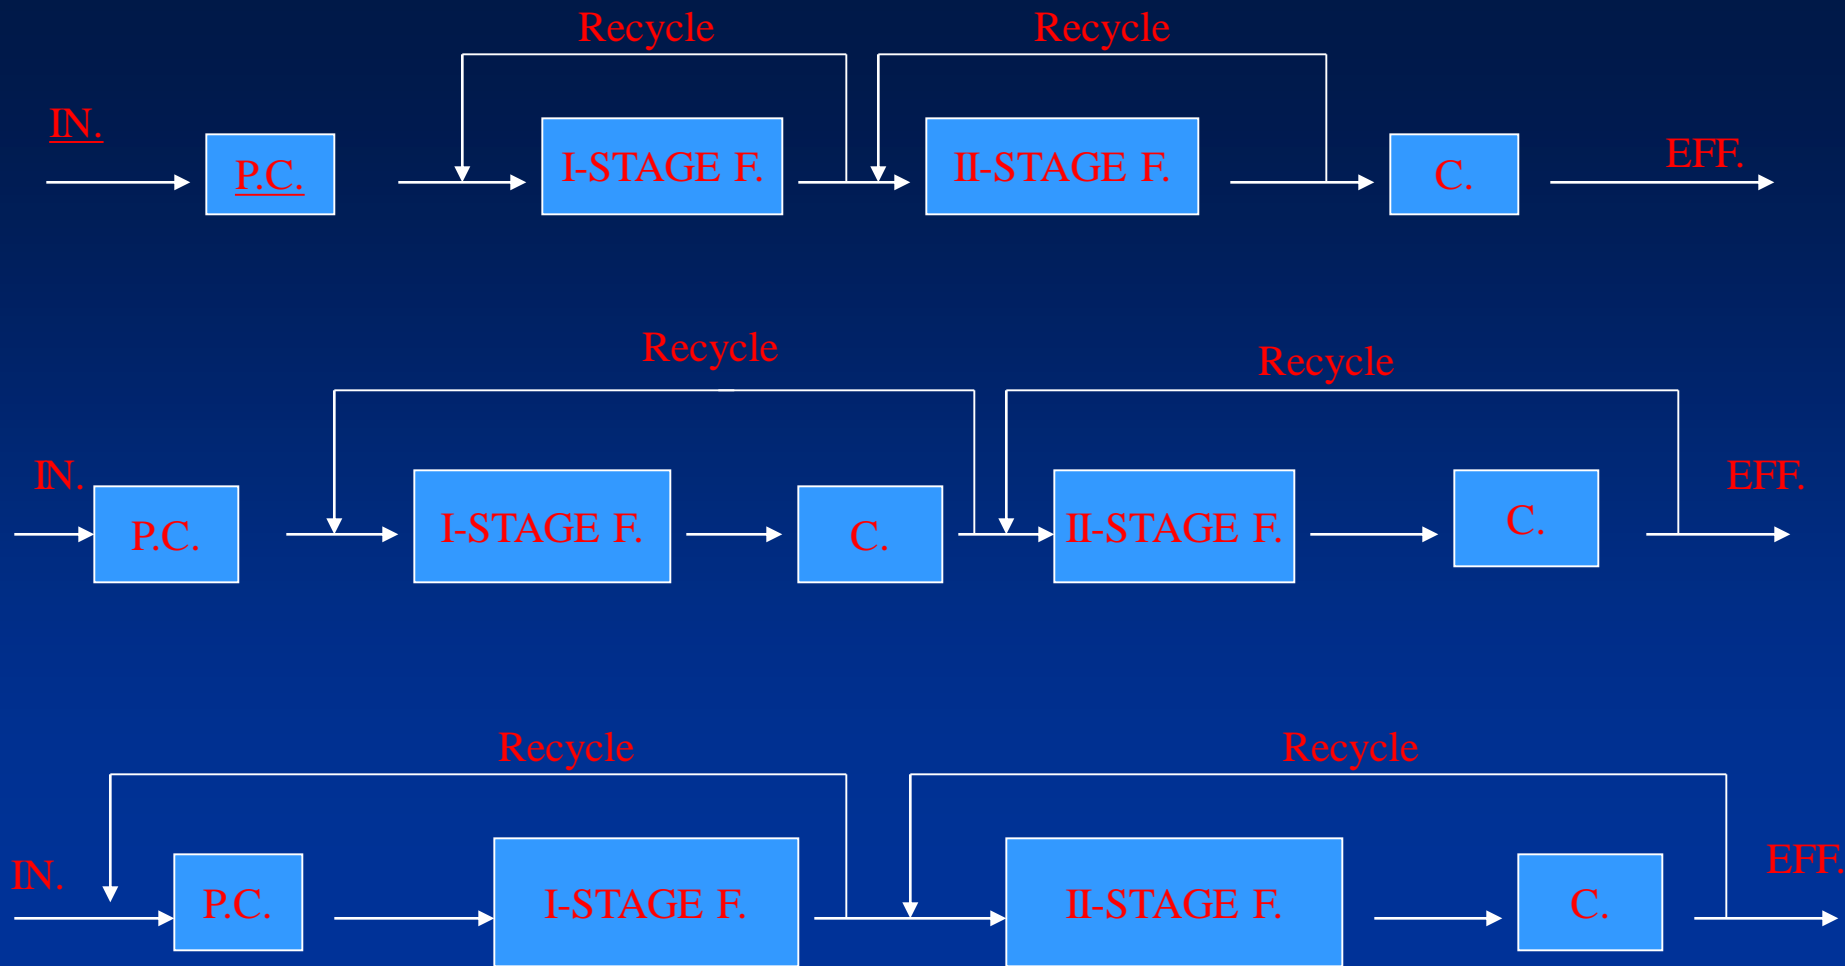 Recycle
Recycle
IN.
P.C.
I-STAGE F.
II-STAGE F.
C.
EFF.
Recycle
Recycle
IN.
P.C.
I-STAGE F.
C.
II-STAGE F.
C.
EFF.
Recycle
Recycle
IN.
P.C.
I-STAGE F.
II-STAGE F.
C.
EFF.